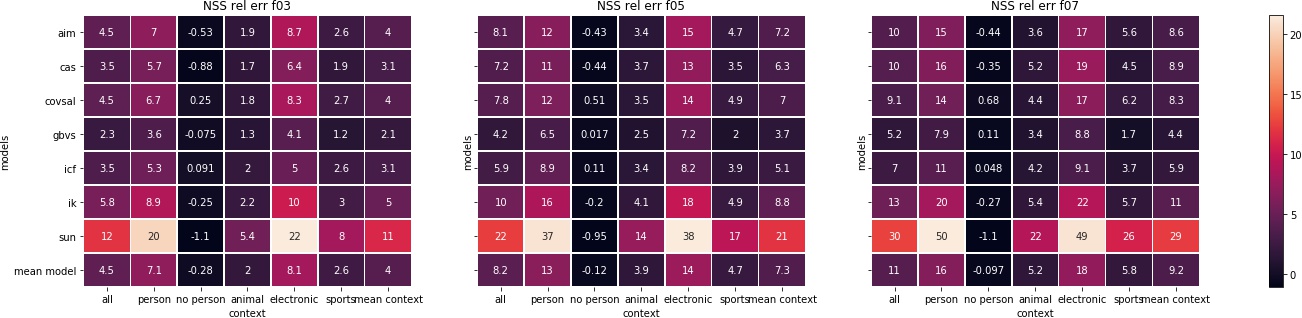 NSS rel err f03
aim 4.5 7 -0.53 1.9 8.7 2.6 4
cas 3.5 5.7 -0.88 1.7 6.4 1.9 3.1
covsal 4.5 6.7 0.25 1.8 8.3 2.7 4
gbvs 2.3 3.6 -0.075 1.3 4.1 1.2 2.1
icf 3.5 5.3 0.091 2 5 2.6 3.1
ik 5.8 8.9 -0.25 2.2 10 3 5
sun 12 20 -1.1 5.4 22 8 11
mean model 4.5 7.1 -0.28 2 8.1 2.6 4
all person no person animal electronic sports mean context
context
models
NSS rel err f05
8.1 12 -0.43 3.4 15 4.7 7.2
7.2 11 -0.44 3.7 13 3.5 6.3
7.8 12 0.51 3.5 14 4.9 7
4.2 6.5 0.017 2.5 7.2 2 3.7
5.9 8.9 0.11 3.4 8.2 3.9 5.1
10 16 -0.2 4.1 18 4.9 8.8
22 37 -0.95 14 38 17 21
8.2 13 -0.12 3.9 14 4.7 7.3
all person no person animal electronic sports mean context
context
models
NSS rel err f07
10 15 -0.44 3.6 17 5.6 8.6
10 16 -0.35 5.2 19 4.5 8.9
9.1 14 0.68 4.4 17 6.2 8.3
5.2 7.9 0.11 3.4 8.8 1.7 4.4
7 11 0.048 4.2 9.1 3.7 5.9
13 20 -0.27 5.4 22 5.7 11
30 50 -1.1 22 49 26 29
11 16 -0.097 5.2 18 5.8 9.2
all person no person animal electronic sports mean context
context
models
20
15
10
5
0